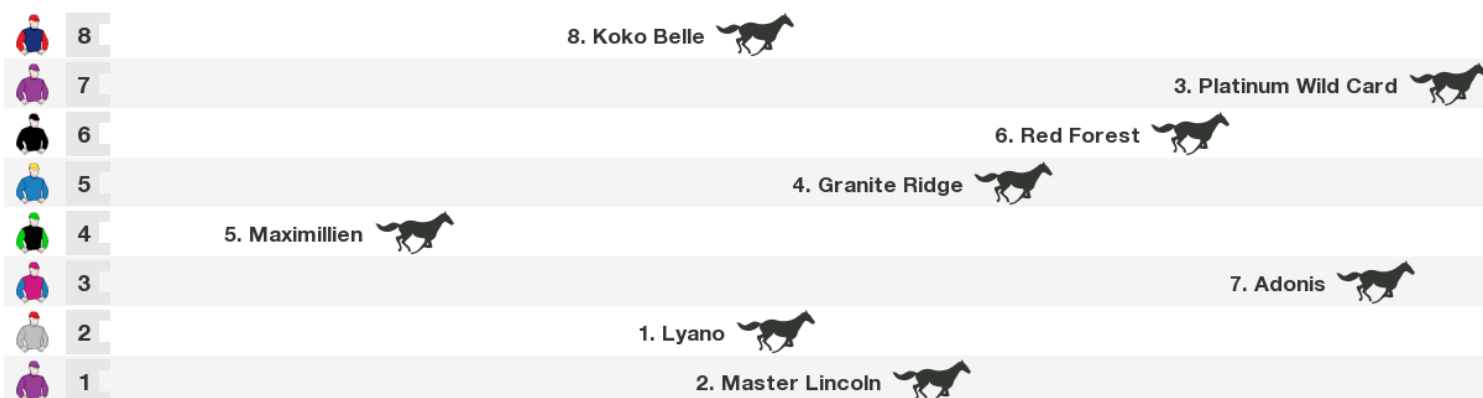 8 8. Koko Belle
7 3. Platinum Wild Card
6 6. Red Forest
5 4. Granite Ridge
4 5. Maximillien
3 7. Adonis
2 1. Lyano
1 2. Master Lincoln